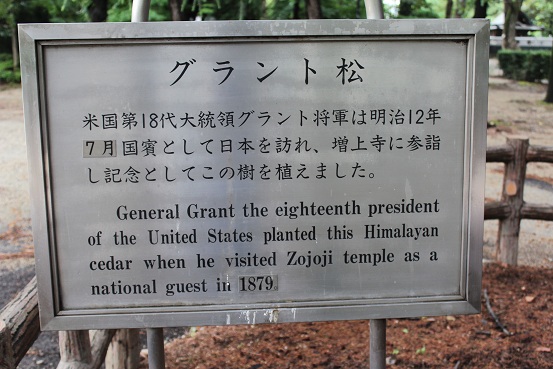 グラント松
米国第18代大統領グラント将軍は明治12年
7月国賓として日本を訪れ、増上寺に参詣
し記念としてこの樹を植えました。
General Grant the eighteenth president
of the United States planted this Himalayan
cedar when he visited Zojoji temple as a
national guest in 1879